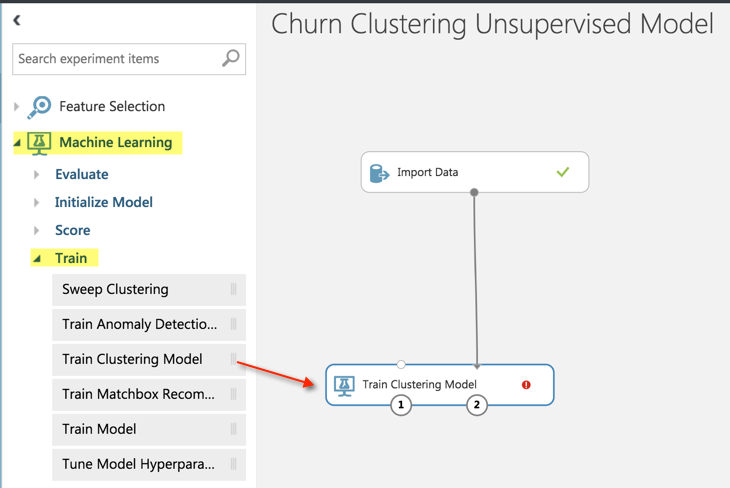 Churn Clustering Unsupervised Model
Search experiment items
Feature Selection
Machine Learning
Evaluate
Initialize Model
Score
Train
Sweep Clustering
Train Anomaly Detectio...
Train Clustering Model
Train Matchbox Recom...
Train Model
Tune Model Hyperpara...
Import Data
Train Clustering Model
1
2